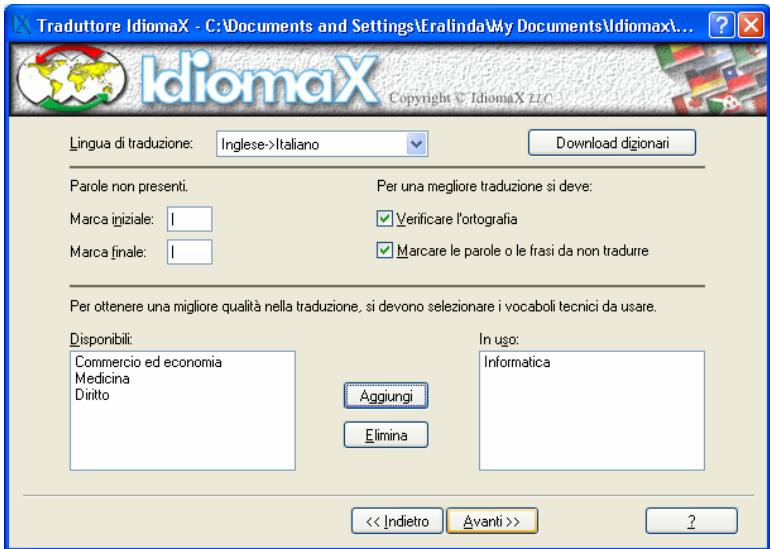 Traduttore IdiomaX - C:\Documents and Settings\Eralinda\My Documents\Idiomax\...
IdiomaX
Copyright © IdiomaX LLC
Lingua di traduzione: Inglese->Italiano Download dizionari
Parole non presenti. Per una megliore traduzione si deve:
Marca iniziale: | Verificare l'ortografia
Marca finale: | Marcare le parole o le frasi da non tradurre
Per ottenere una migliore qualità nella traduzione, si devono selezionare i vocaboli tecnici da usare.
Disponibili: In uso:
Commercio ed economia Informatica
Medicina
Diritto
Aggiungi
Elimina
<< Indietro Avanti >> ?